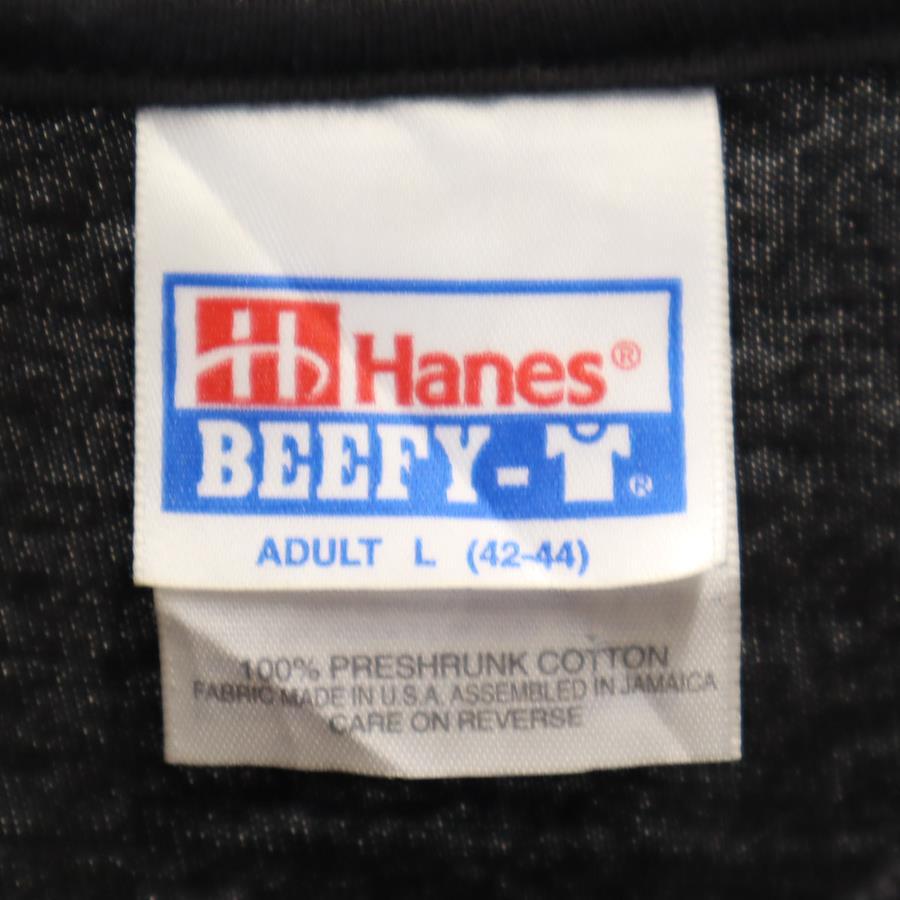 Hanes®
BEEFY-T®
ADULT L (42-44)
100% PRESHRUNK COTTON
FABRIC MADE IN U.S.A. ASSEMBLED IN JAMAICA
CARE ON REVERSE